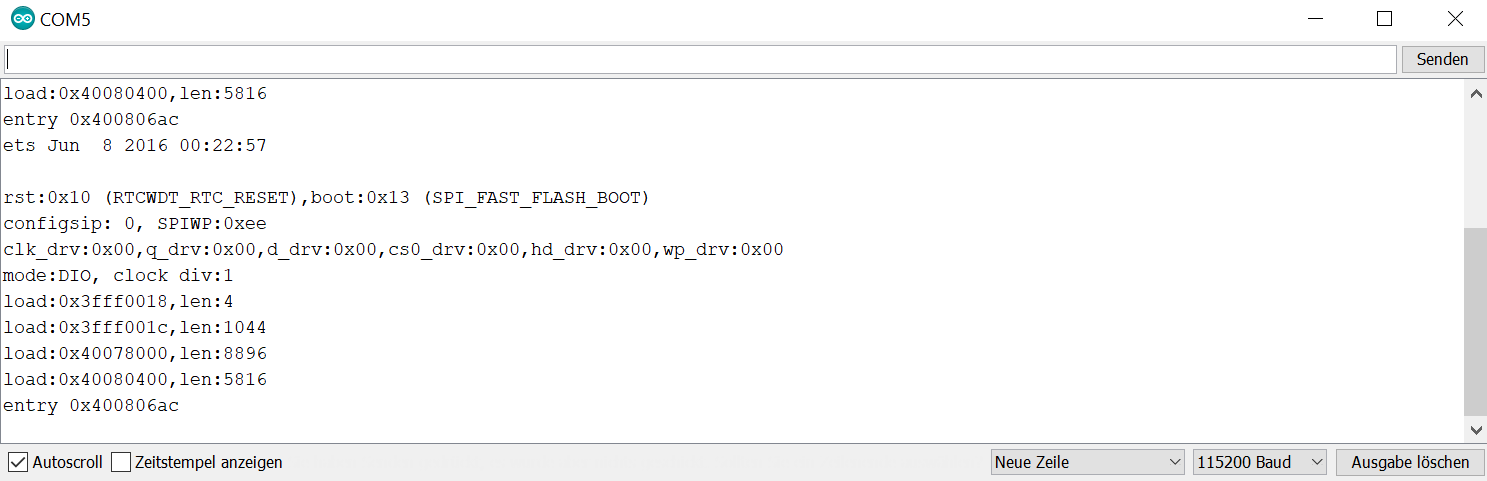 COM5
Senden
load:0x40080400,len:5816
entry 0x400806ac
ets Jun  8 2016 00:22:57
rst:0x10 (RTCWDT_RTC_RESET),boot:0x13 (SPI_FAST_FLASH_BOOT)
configsip: 0, SPIWP:0xee
clk_drv:0x00,q_drv:0x00,d_drv:0x00,cs0_drv:0x00,hd_drv:0x00,wp_drv:0x00
mode:DIO, clock div:1
load:0x3fff0018,len:4
load:0x3fff001c,len:1044
load:0x40078000,len:8896
load:0x40080400,len:5816
entry 0x400806ac
Autoscroll Zeitstempel anzeigen Neue Zeile 115200 Baud Ausgabe löschen